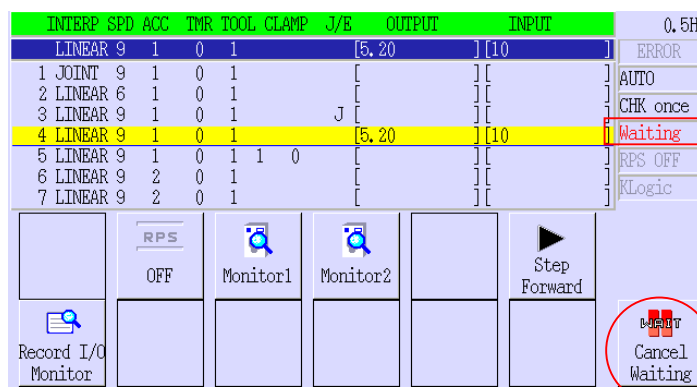 INTERP SPD ACC TMR TOOL CLAMP J/E OUTPUT INPUT 0.5H
LINEAR 9 1 0 1 [5.20 ][10 ] ERROR
1 JOINT 9 1 0 1 [ ][ ] AUTO
2 LINEAR 6 1 0 1 [ ][ ]
3 LINEAR 9 1 0 1 J [ ][ ] CHK once
4 LINEAR 9 1 0 1 [5.20 ][10 ] Waiting
5 LINEAR 9 1 0 1 1 0 [ ][ ] RPS OFF
6 LINEAR 9 2 0 1 [ ][ ] KLogic
7 LINEAR 9 2 0 1 [ ][ ]
RPS
OFF
Monitor1
Monitor2
Step
Forward
Record I/O
Monitor
WAIT
Cancel
Waiting